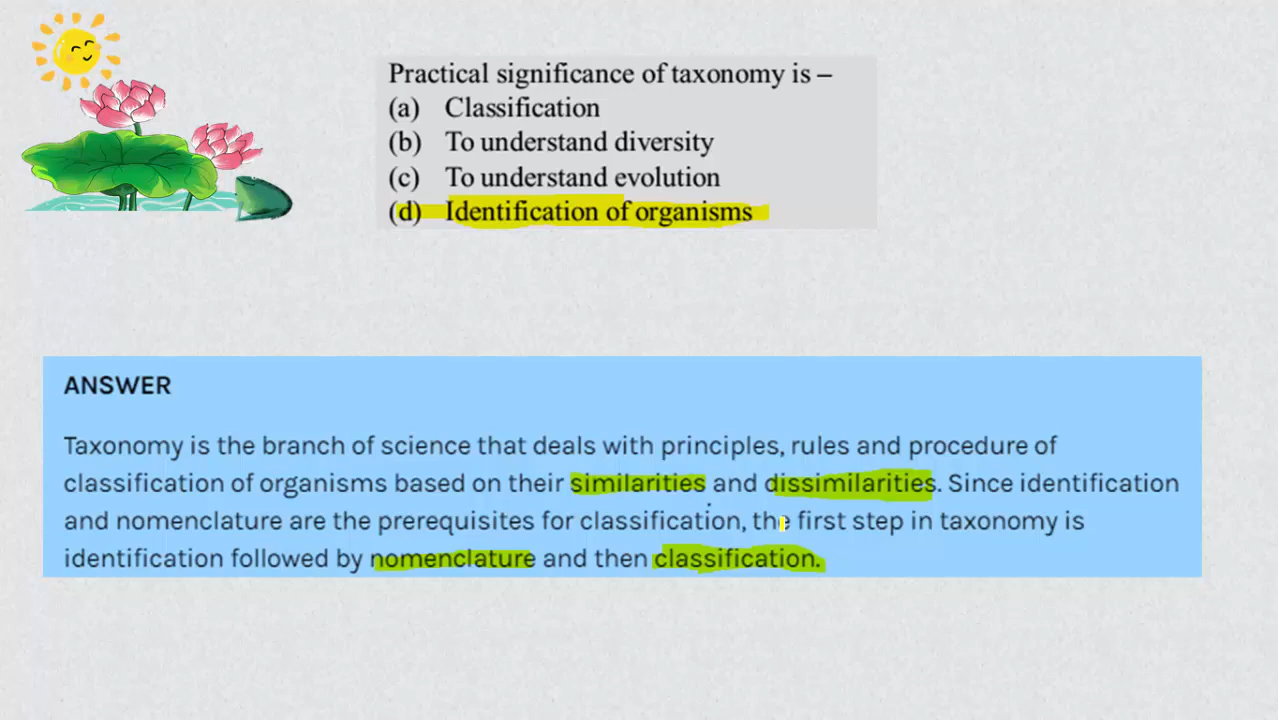 Practical significance of taxonomy is –
(a) Classification
(b) To understand diversity
(c) To understand evolution
(d) Identification of organisms
ANSWER
Taxonomy is the branch of science that deals with principles, rules and procedure of
classification of organisms based on their similarities and dissimilarities. Since identification
and nomenclature are the prerequisites for classification, the first step in taxonomy is
identification followed by nomenclature and then classification.